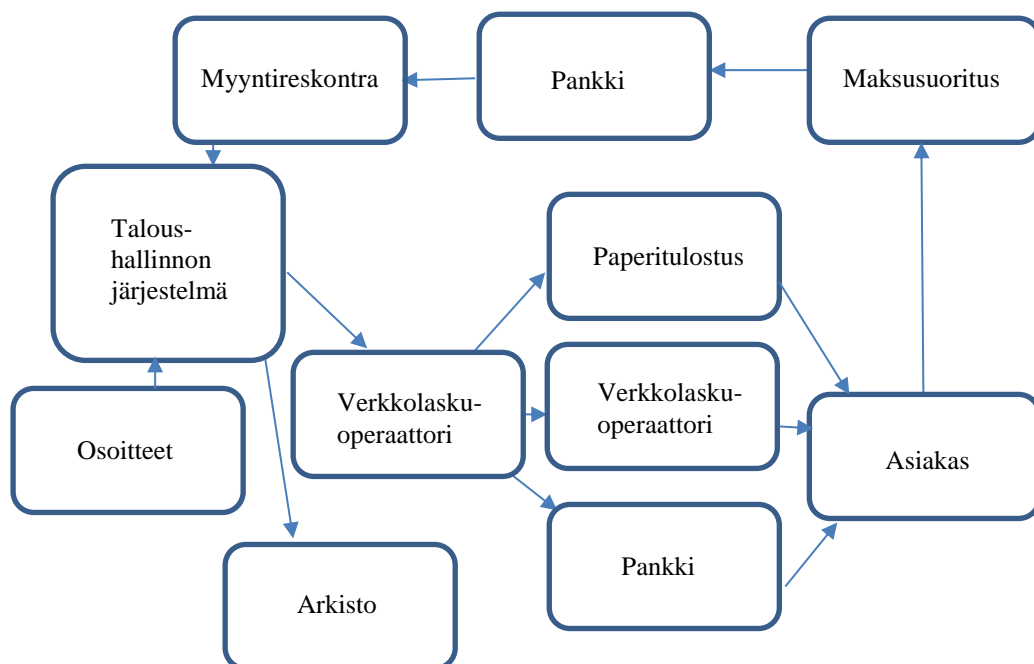 Myyntireskontra
Pankki
Maksusuoritus
Talous-
hallinnon
järjestelmä
Paperitulostus
Verkkolasku-
operaattori
Verkkolasku-
operaattori
Asiakas
Osoitteet
Pankki
Arkisto